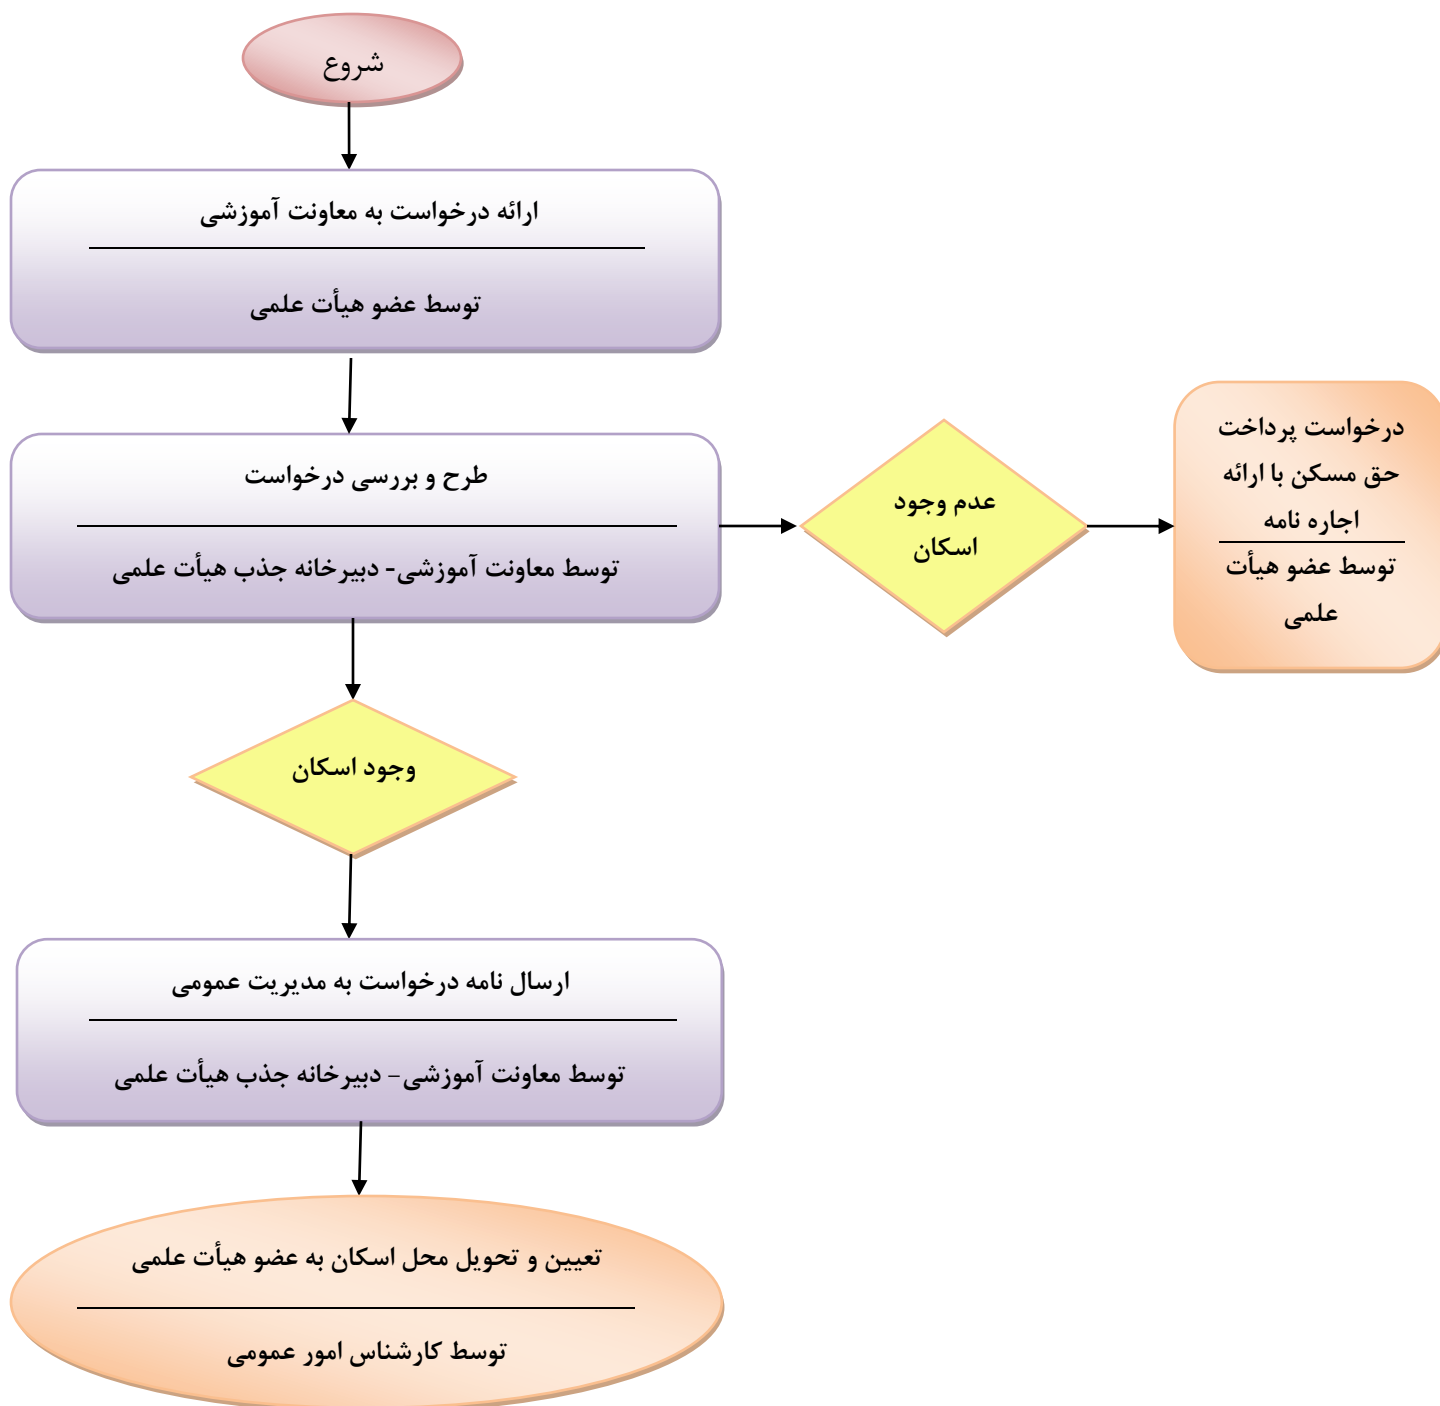 شروع
ارائه درخواست به معاونت آموزشی
توسط عضو هیأت علمی
طرح و بررسی درخواست
توسط معاونت آموزشی- دبیرخانه جذب هیأت علمی
عدم وجود
اسکان
درخواست پرداخت
حق مسکن با ارائه
اجاره نامه
توسط عضو هیأت
علمی
وجود اسکان
ارسال نامه درخواست به مدیریت عمومی
توسط معاونت آموزشی– دبیرخانه جذب هیأت علمی
تعیین و تحویل محل اسکان به عضو هیأت علمی
توسط کارشناس امور عمومی